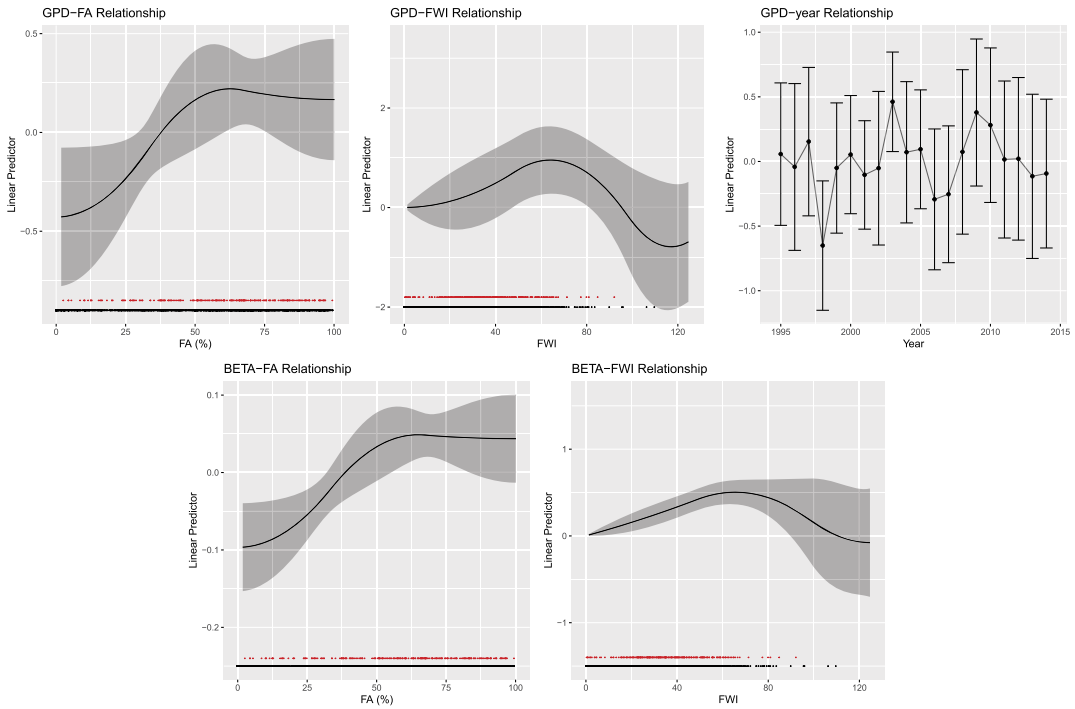 GPD−FA Relationship
0.5
0.0
−0.5
Linear Predictor
0
25
50
75
100
FA (%)
GPD−FWI Relationship
2
0
−2
Linear Predictor
0
40
80
120
FWI
GPD−year Relationship
1.0
0.5
0.0
−0.5
−1.0
Linear Predictor
1995
2000
2005
2010
2015
Year
BETA−FA Relationship
0.1
0.0
−0.1
−0.2
Linear Predictor
0
25
50
75
100
FA (%)
BETA−FWI Relationship
1
0
−1
Linear Predictor
0
40
80
120
FWI